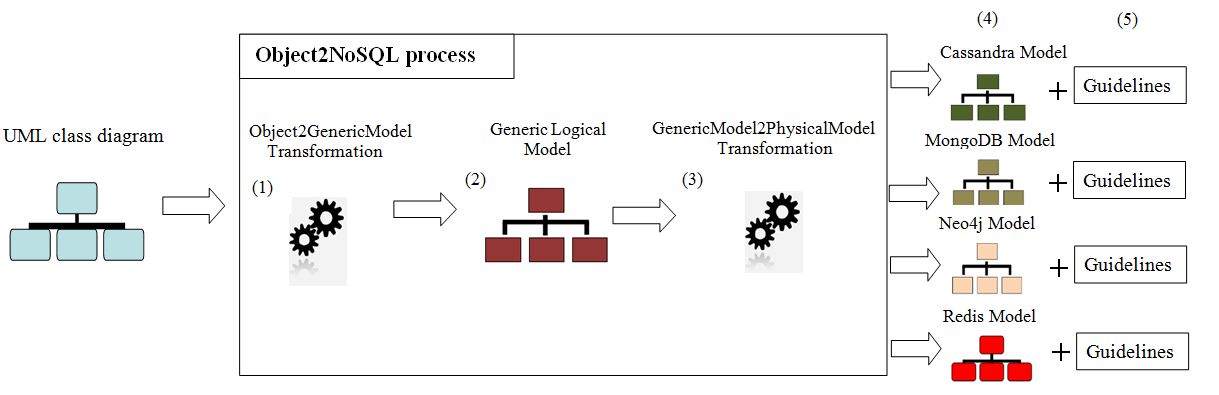 (4)
(5)
Object2NoSQL process
Cassandra Model
Guidelines
UML class diagram
Object2GenericModel
Transformation
(1)
Generic Logical
Model
(2)
GenericModel2PhysicalModel
Transformation
(3)
MongoDB Model
Guidelines
Neo4j Model
Guidelines
Redis Model
Guidelines